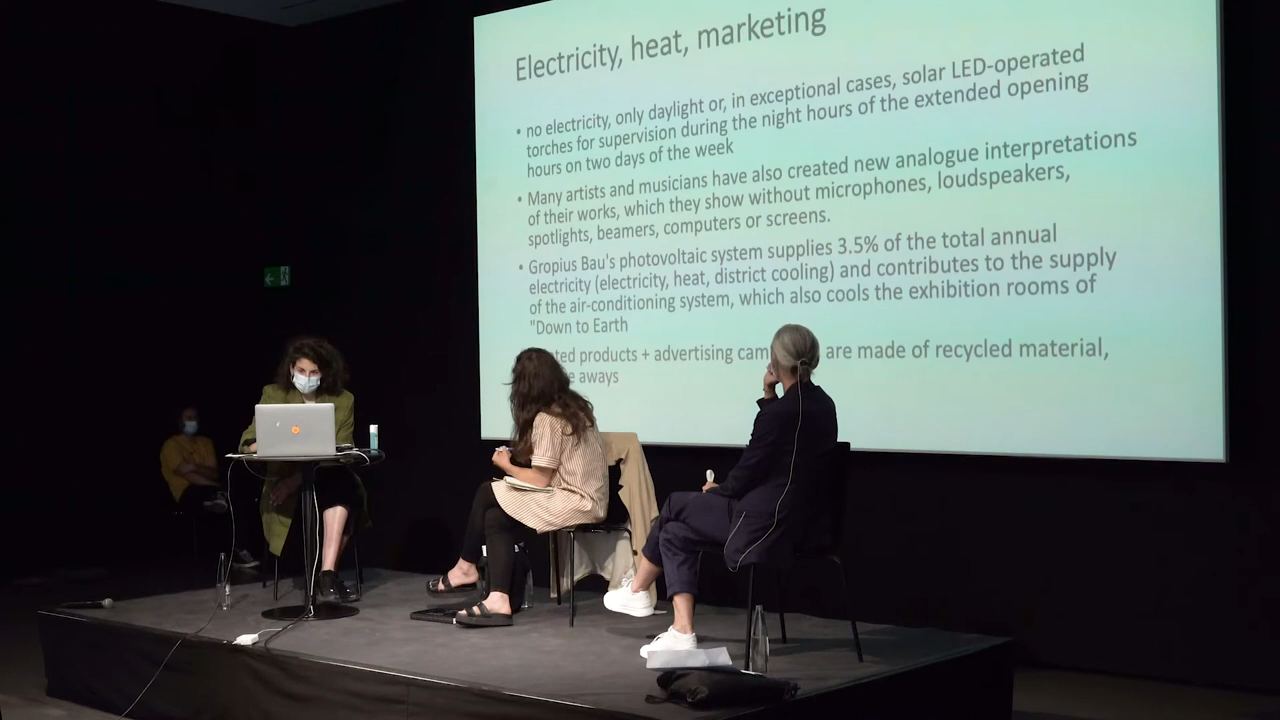 Electricity, heat, marketing
• no electricity, only daylight or, in exceptional cases, solar LED-operated
torches for supervision during the night hours of the extended opening
hours on two days of the week
• Many artists and musicians have also created new analogue interpretations
of their works, which they show without microphones, loudspeakers,
spotlights, beamers, computers or screens.
• Gropius Bau's photovoltaic system supplies 3.5% of the total annual
electricity (electricity, heat, district cooling) and contributes to the supply
of the air-conditioning system, which also cools the exhibition rooms of
"Down to Earth
products + advertising are made of recycled material,
aways